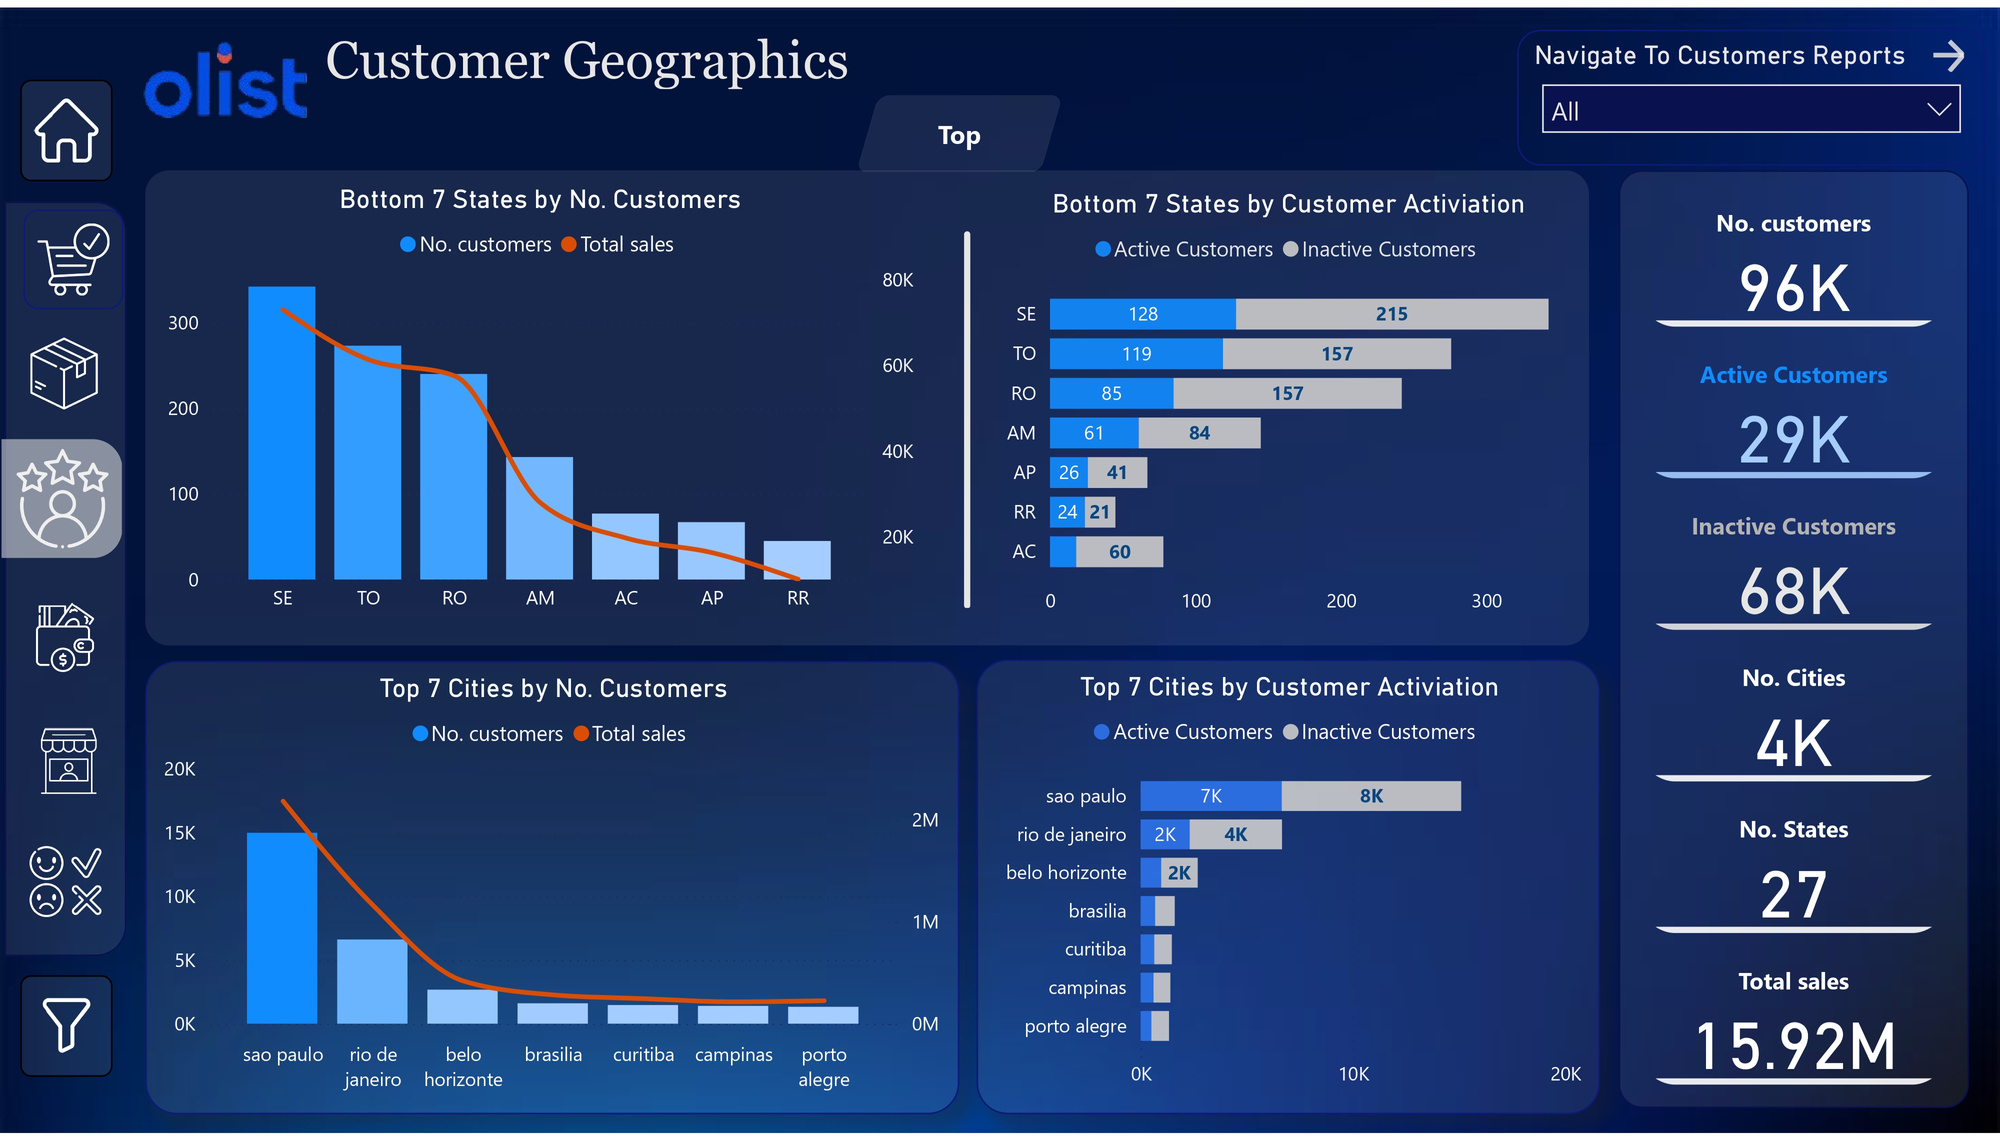 olist
Customer Geographics
Navigate To Customers Reports
All
Top
Bottom 7 States by No. Customers
No. customers Total sales
80K
60K
40K
20K
300
200
100
0
SE TO RO AM AC AP RR
Bottom 7 States by Customer Activiation
Active Customers Inactive Customers
SE 128 215
TO 119 157
RO 85 157
AM 61 84
AP 26 41
RR 24 21
AC 60
0 100 200 300
Top 7 Cities by No. Customers
No. customers Total sales
20K
15K
10K
5K
0K
2M
1M
0M
sao paulo rio de janeiro belo horizonte brasilia curitiba campinas porto alegre
Top 7 Cities by Customer Activiation
Active Customers Inactive Customers
sao paulo 7K 8K
rio de janeiro 2K 4K
belo horizonte 2K
brasilia
curitiba
campinas
porto alegre
0K 10K 20K
No. customers
96K
Active Customers
29K
Inactive Customers
68K
No. Cities
4K
No. States
27
Total sales
15.92M